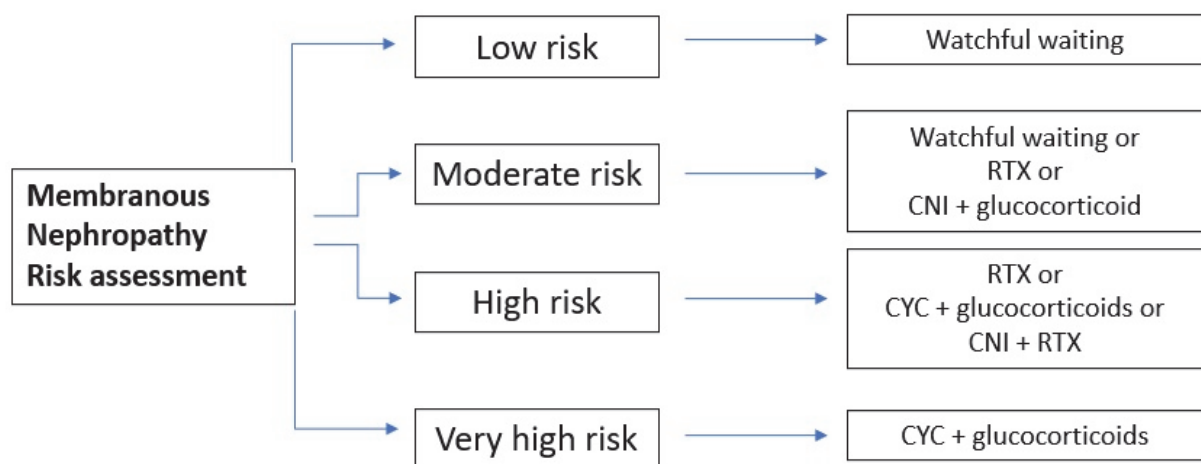 Membranous
Nephropathy
Risk assessment
Low risk
Watchful waiting
Moderate risk
Watchful waiting or
RTX or
CNI + glucocorticoid
High risk
RTX or
CYC + glucocorticoids or
CNI + RTX
Very high risk
CYC + glucocorticoids